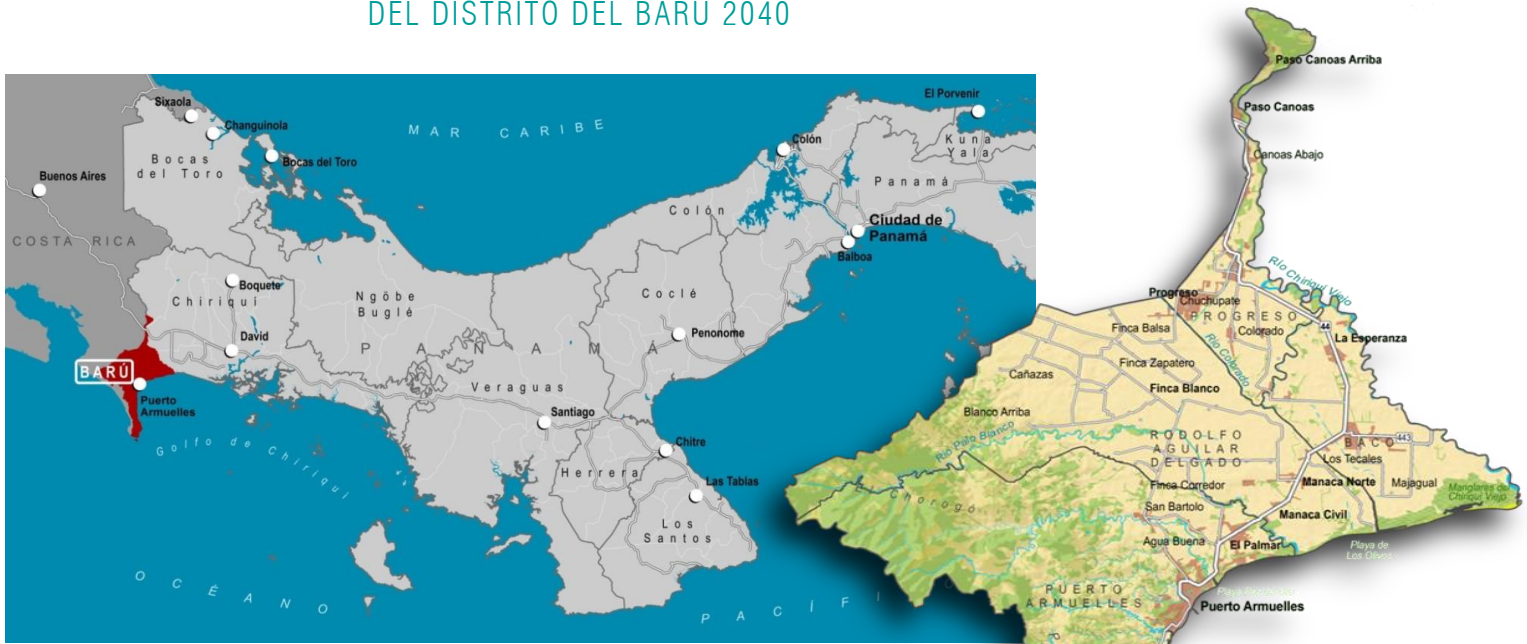 DEL DISTRITO DEL BARÚ 2040
MAR CARIBE
Sixaola
Changuinola
Bocas
del Toro
Bocas del Toro
Buenos Aires
COSTA RICA
El Porvenir
Kuna
Yala
Colón
Panamá
Colón
Ciudad de
Panamá
Balboa
Boquete
Chiriquí
David
Ngöbe
Buglé
Coclé
Penonome
PANAMÁ
BARÚ
Puerto
Armuelles
Veraguas
Santiago
Chitre
Herrera
Las Tablas
Los
Santos
Golfo de Chiriquí
OCÉANO
PACÍFI
Paso Canoas Arriba
Paso Canoas
Canoas Abajo
Río Chiriquí Viejo
Progreso
Chuchupate
PROGRESO
Finca Balsa
Colorado
44
La Esperanza
Río Colorado
Finca Zapatero
Cañazas
Finca Blanco
Blanco Arriba
Río Palo Blanco
RODOLFO
AGUILAR
DELGADO
BACO
443
Los Tecales
Finca Corredor
Manaca Norte
Majagual
Manglares de
Chiriquí Viejo
Chorogó
San Bartolo
Manaca Civil
Agua Buena
El Palmar
Playa de
Los Olivos
PUERTO
ARMUELLES
Puerto Armuelles